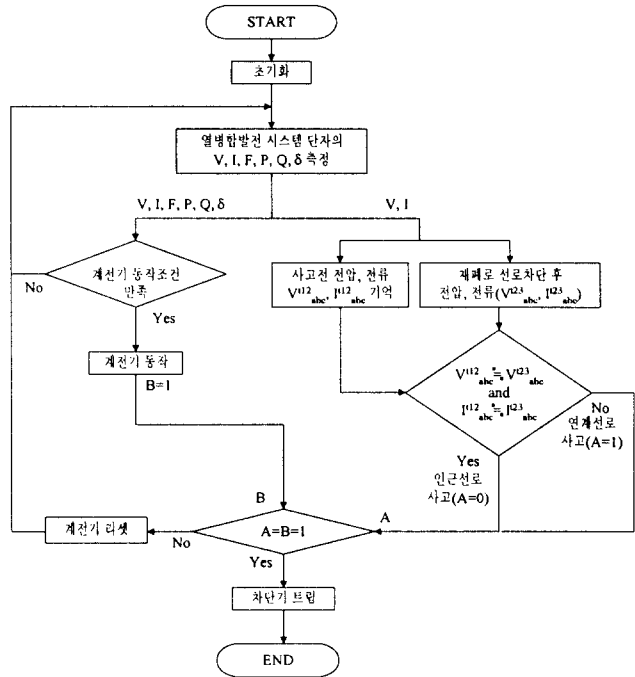 START
초기화
열병합발전 시스템 단자의
V, I, F, P, Q, δ 측정
V, I, F, P, Q, δ
V, I
계전기 동작조건
만족
No
Yes
사고전 전압, 전류
V^t12_abc, I^t12_abc 기억
재폐로 선로차단 후
전압, 전류(V^t23_abc, I^t23_abc)
계전기 동작
B=1
V^t12_abc ≒ V^t23_abc
and
I^t12_abc ≒ I^t23_abc
No
연계선로
사고(A=1)
Yes
인근선로
사고(A=0)
B
A
계전기 리셋
No
A=B=1
Yes
차단기 트립
END